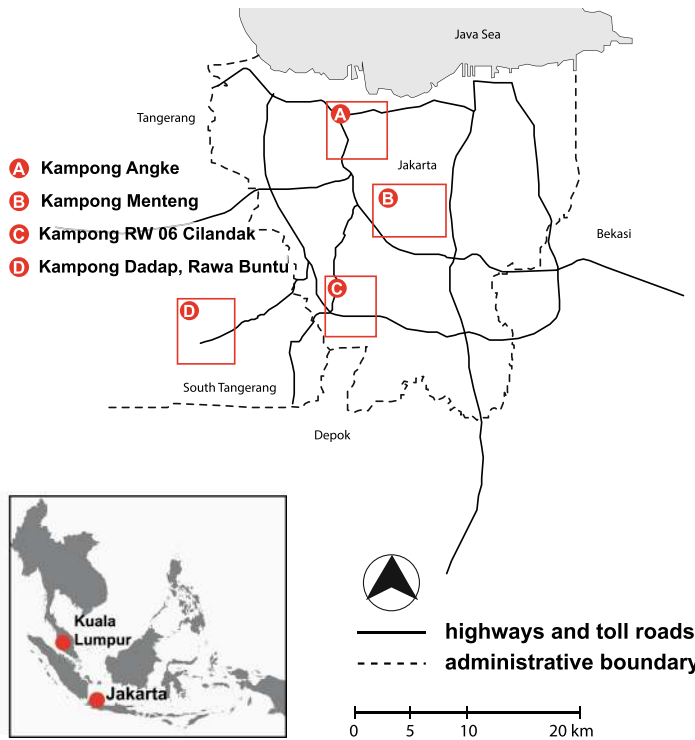 Java Sea
Tangerang
A
Jakarta
A Kampong Angke
B Kampong Menteng
B
C Kampong RW 06 Cilandak
Bekasi
D Kampong Dadap, Rawa Buntu
C
D
South Tangerang
Depok
Kuala
Lumpur
Jakarta
highways and toll roads
administrative boundary
0 5 10 20 km